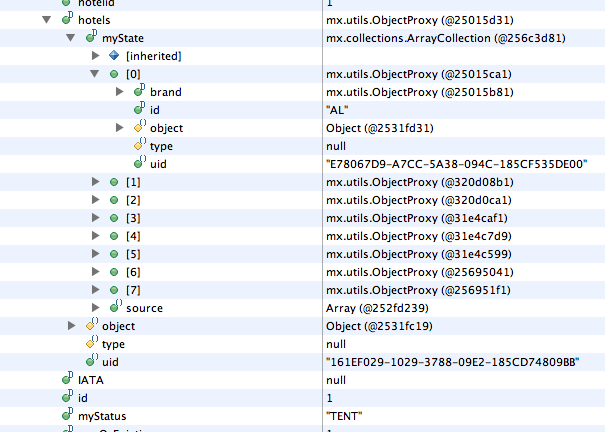 hotelid 1
hotels mx.utils.ObjectProxy (@25015d31)
D myState mx.collections.ArrayCollection (@256c3d81)
[inherited]
[0] mx.utils.ObjectProxy (@25015ca1)
D brand mx.utils.ObjectProxy (@25015b81)
D id "AL"
() object Object (@2531fd31)
() type null
() uid "E78067D9-A7CC-5A38-094C-185CF535DE00"
[1] mx.utils.ObjectProxy (@320d08b1)
[2] mx.utils.ObjectProxy (@320d0ca1)
[3] mx.utils.ObjectProxy (@31e4caf1)
[4] mx.utils.ObjectProxy (@31e4c7d9)
[5] mx.utils.ObjectProxy (@31e4c599)
[6] mx.utils.ObjectProxy (@25695041)
[7] mx.utils.ObjectProxy (@256951f1)
() source Array (@252fd239)
() object Object (@2531fc19)
() type null
() uid "161EF029-1029-3788-09E2-185CD74809BB"
D IATA null
D id 1
D myStatus "TENT"